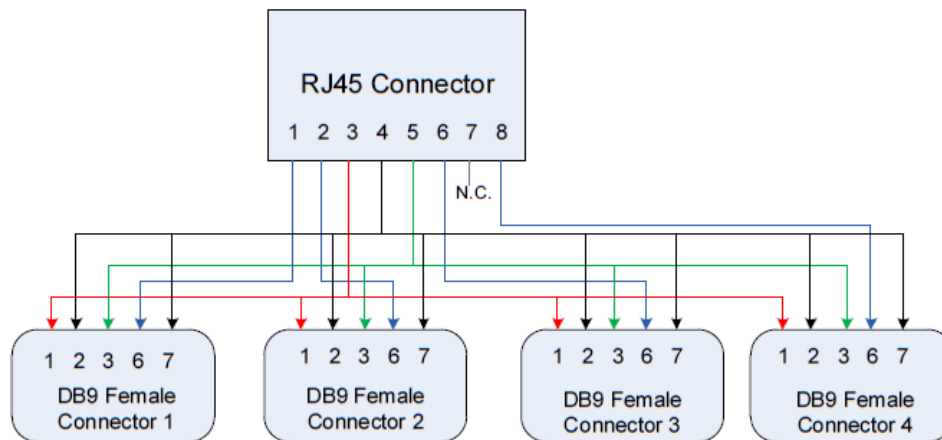 RJ45 Connector
1 2 3 4 5 6 7 8
N.C.
1 2 3 6 7
DB9 Female
Connector 1
1 2 3 6 7
DB9 Female
Connector 2
1 2 3 6 7
DB9 Female
Connector 3
1 2 3 6 7
DB9 Female
Connector 4